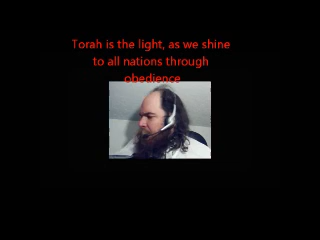 Torah is the light, as we shine
to all nations through
obedience